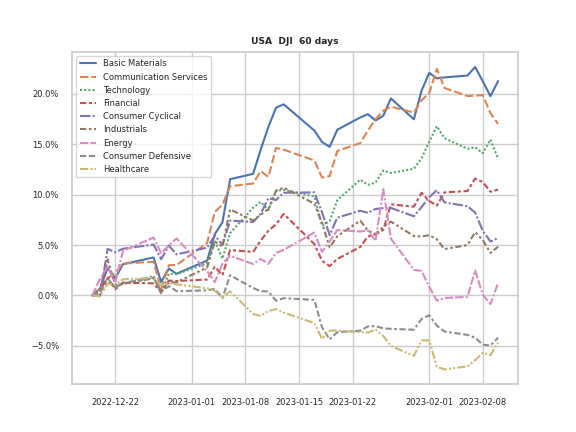 USA DJI 60 days
Basic Materials
Communication Services
Technology
Financial
Consumer Cyclical
Industrials
Energy
Consumer Defensive
Healthcare
20.0%
15.0%
10.0%
5.0%
0.0%
−5.0%
2022-12-22 2023-01-01 2023-01-08 2023-01-15 2023-01-22 2023-02-01 2023-02-08